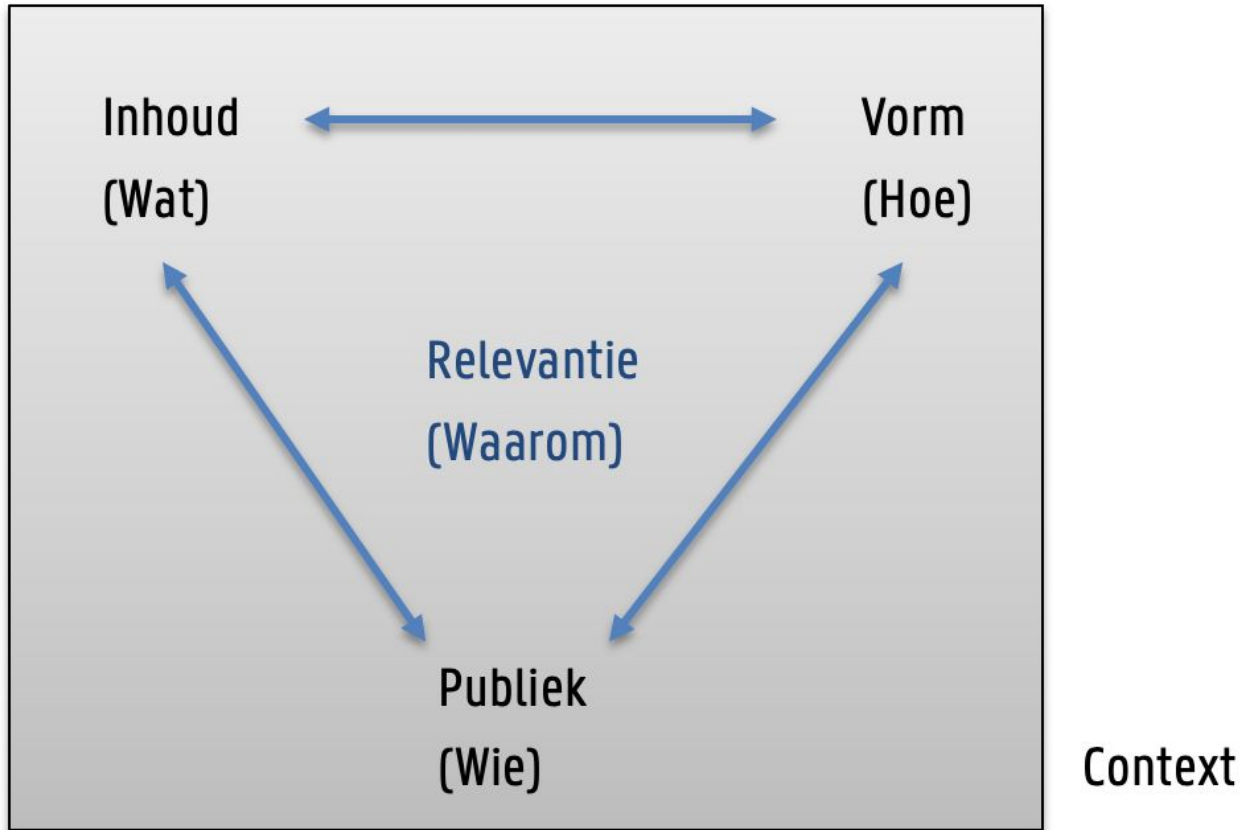 Inhoud
(Wat)
Vorm
(Hoe)
Relevantie
(Waarom)
Publiek
(Wie)
Context